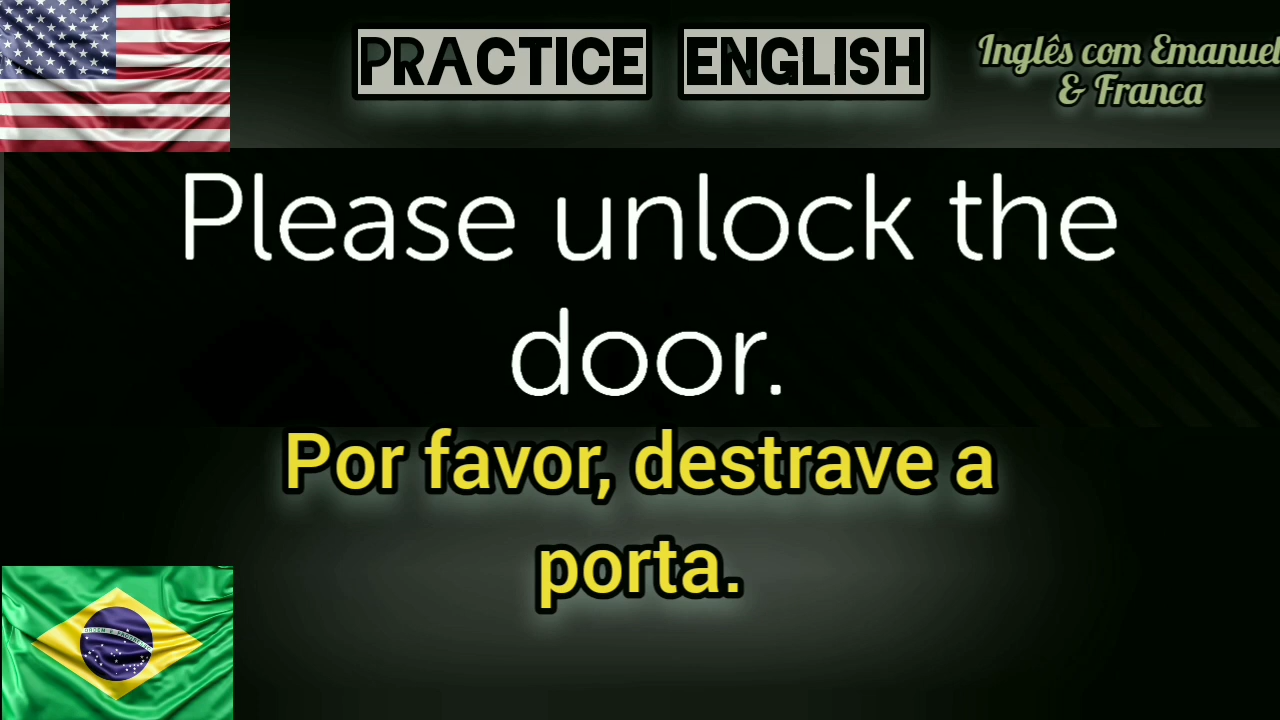 PRACTICE ENGLISH
Inglês com Emanuel
& Franca
Please unlock the
door.
Por favor, destrave a
porta.